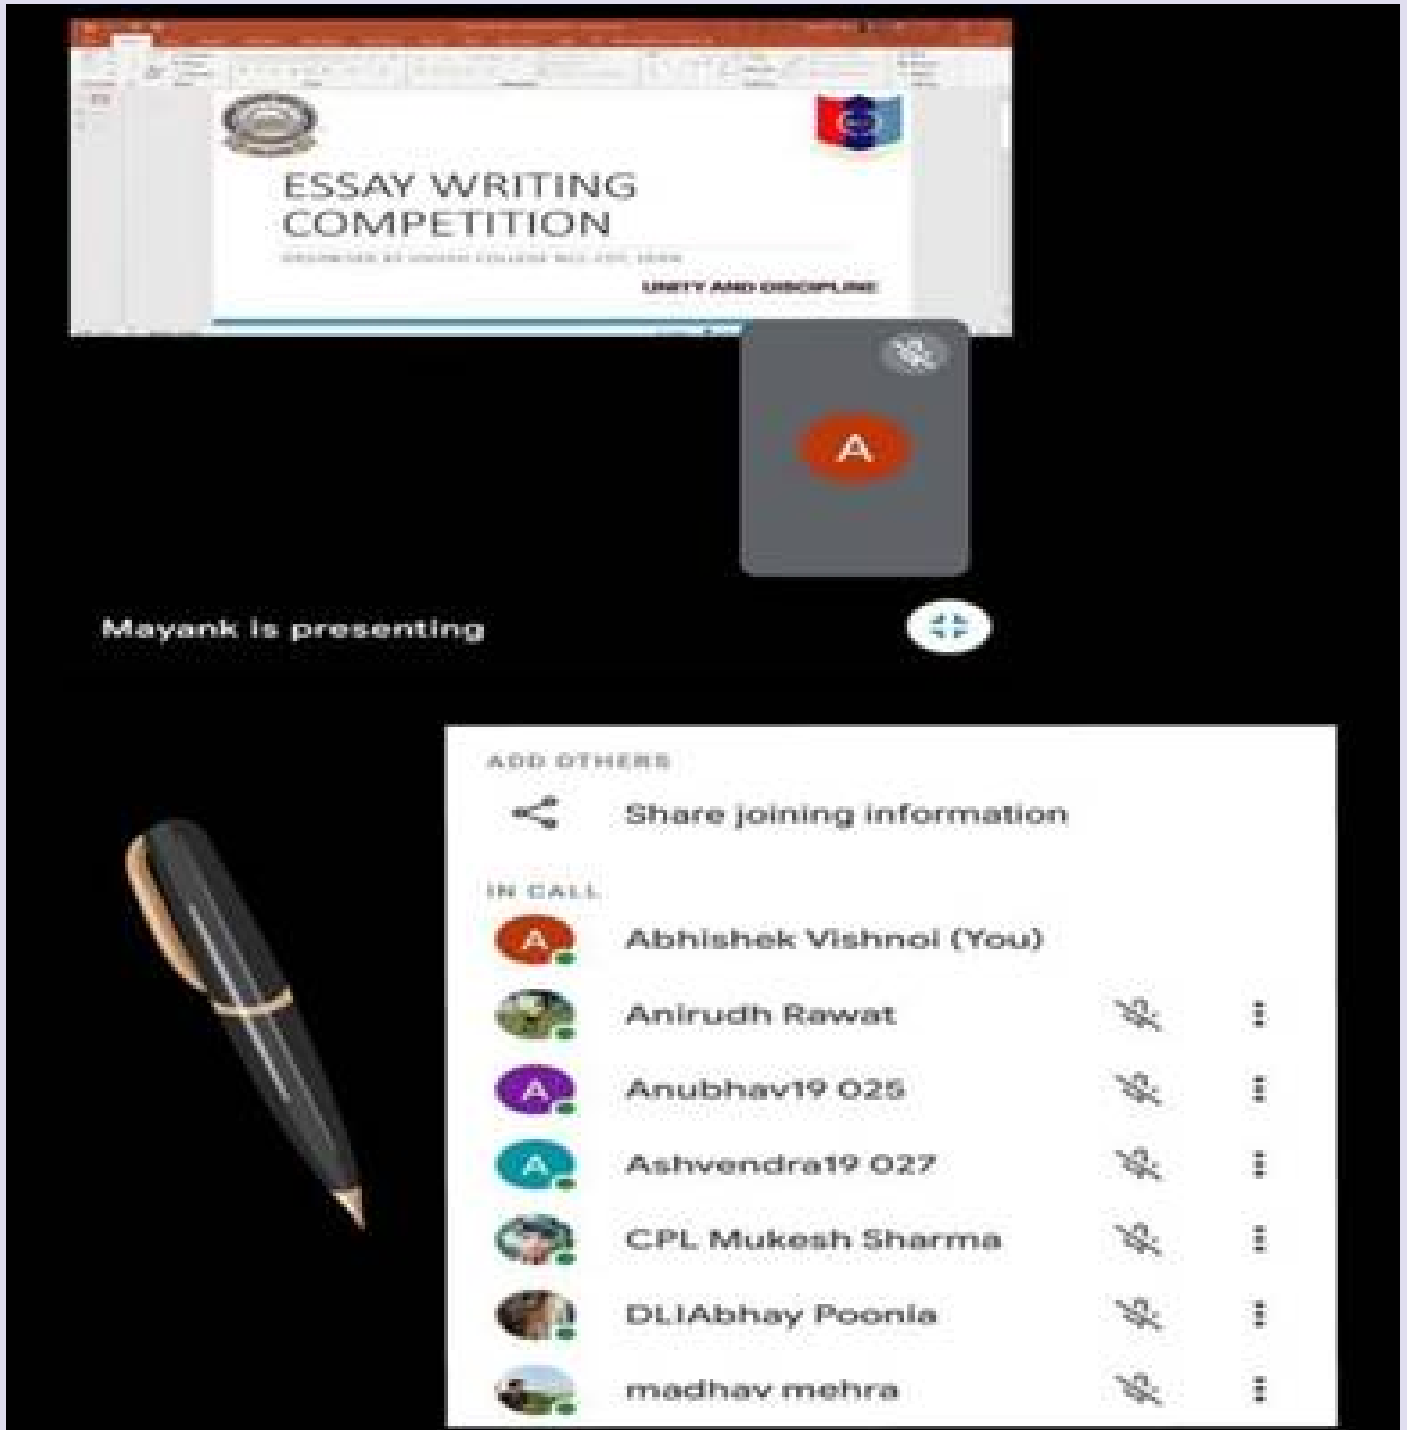 ESSAY WRITING
COMPETITION
UNITY AND DISCIPLINE
A
Mayank is presenting
ADD OTHERS
Share joining information
IN CALL
A Abhishek Vishnoi (You)
Anirudh Rawat
A Anubhav19 025
A Ashvendra19 027
CPL Mukesh Sharma
DLIAbhay Poonia
madhav mehra